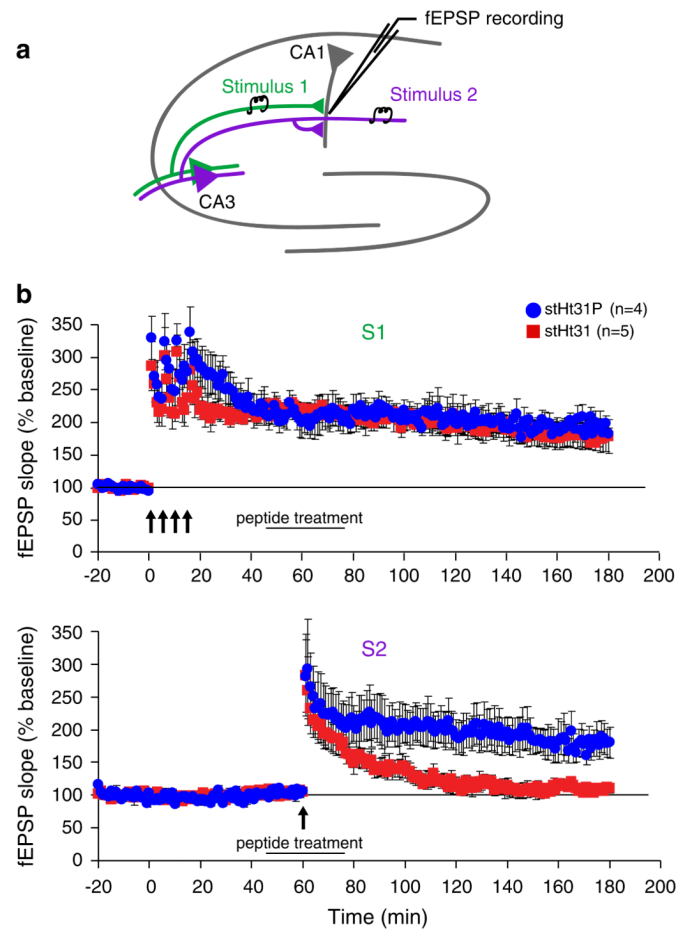 a
fEPSP recording
CA1
Stimulus 1
Stimulus 2
CA3
b
stHt31P (n=4)
stHt31 (n=5)
S1
fEPSP slope (% baseline)
350
300
250
200
150
100
50
0
peptide treatment
-20 0 20 40 60 80 100 120 140 160 180 200
S2
fEPSP slope (% baseline)
350
300
250
200
150
100
50
0
peptide treatment
-20 0 20 40 60 80 100 120 140 160 180 200
Time (min)